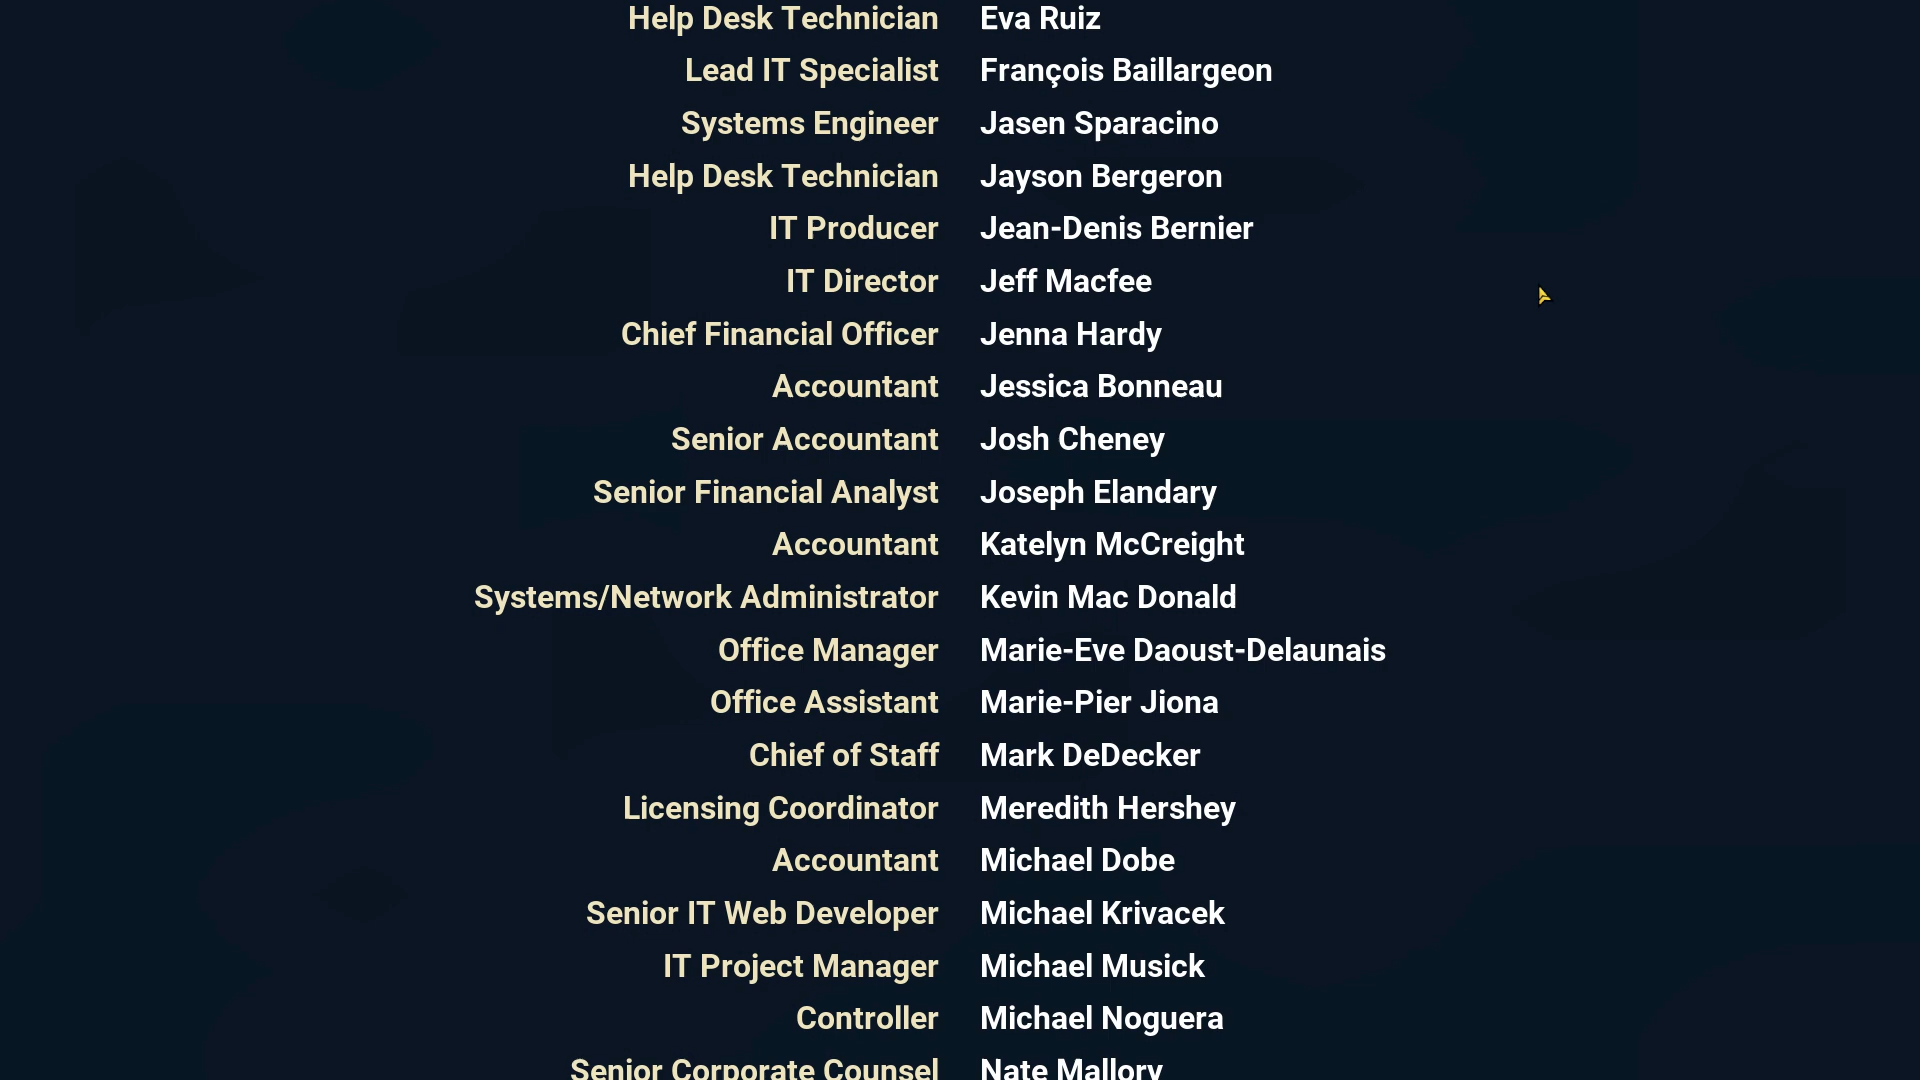 Help Desk Technician Eva Ruiz
Lead IT Specialist François Baillargeon
Systems Engineer Jasen Sparacino
Help Desk Technician Jayson Bergeron
IT Producer Jean-Denis Bernier
IT Director Jeff Macfee
Chief Financial Officer Jenna Hardy
Accountant Jessica Bonneau
Senior Accountant Josh Cheney
Senior Financial Analyst Joseph Elandary
Accountant Katelyn McCreight
Systems/Network Administrator Kevin Mac Donald
Office Manager Marie-Eve Daoust-Delaunais
Office Assistant Marie-Pier Jiona
Chief of Staff Mark DeDecker
Licensing Coordinator Meredith Hershey
Accountant Michael Dobe
Senior IT Web Developer Michael Krivacek
IT Project Manager Michael Musick
Controller Michael Noguera
Senior Corporate Counsel Nate Mallory